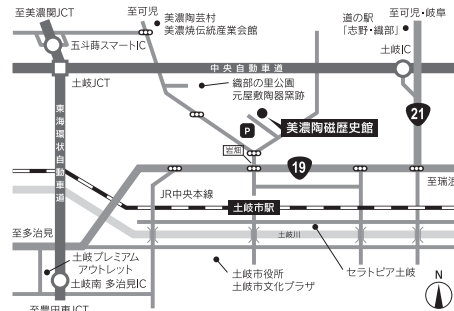 至美濃関JCT
至可児
美濃陶芸村
美濃焼伝統産業会館
道の駅
「志野・織部」
至可児・岐阜
五斗蒔スマートIC
土岐IC
土岐JCT
中央自動車道
織部の里公園
元屋敷陶器窯跡
P
美濃陶磁歴史館
21
岩畑
19
東海環状自動車道
JR中央本線
至瑞浪
土岐市駅
至多治見
土岐川
土岐プレミアム
アウトレット
土岐南 多治見IC
土岐市役所
土岐市文化プラザ
セラトピア土岐
N
至豊田東JCT